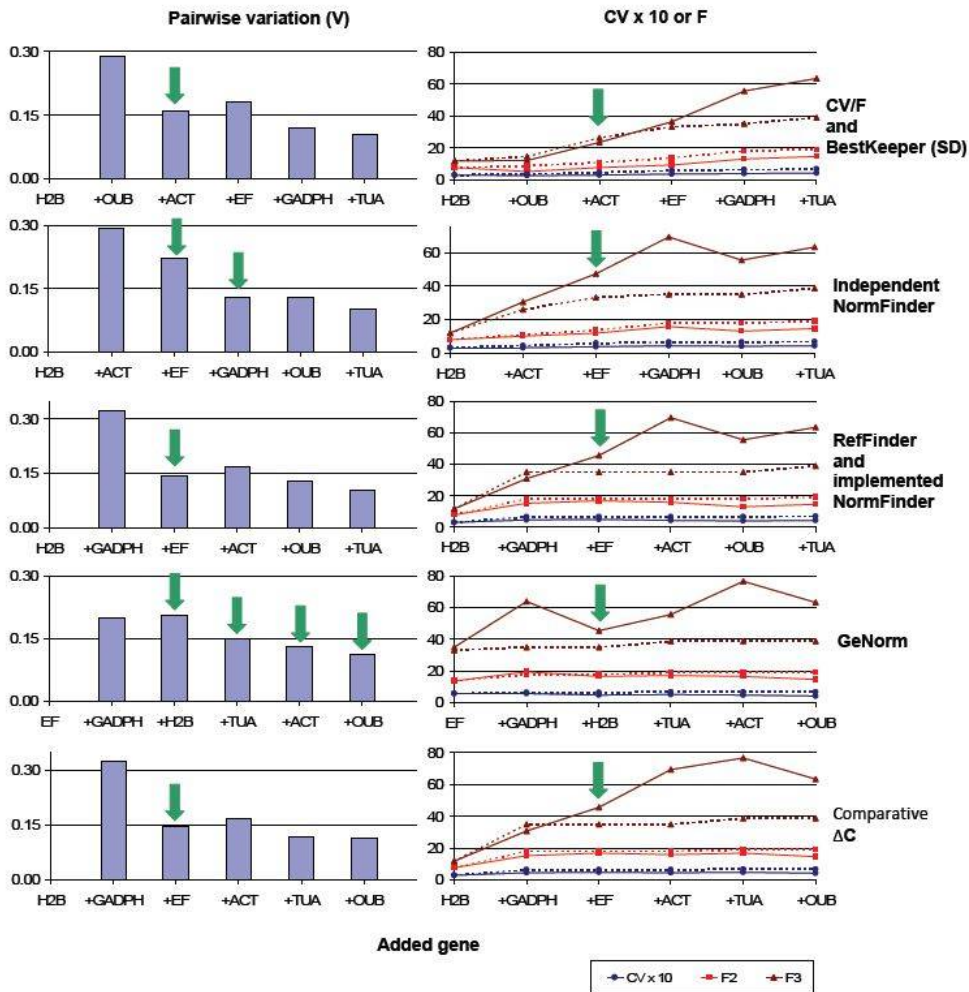 Pairwise variation (V)
CV x 10 or F
0.30
0.15
0.00
H2B +OUB +ACT +EF +GADPH +TUA
80
60
40
20
0
H2B +OUB +ACT +EF +GADPH +TUA
CV/F
and
BestKeeper (SD)
0.30
0.15
0.00
H2B +ACT +EF +GADPH +OUB +TUA
60
40
20
0
H2B +ACT +EF +GADPH +OUB +TUA
Independent
NormFinder
0.30
0.15
0.00
H2B +GADPH +EF +ACT +OUB +TUA
80
60
40
20
0
H2B +GADPH +EF +ACT +OUB +TUA
RefFinder
and
implemented
NormFinder
0.30
0.15
0.00
EF +GADPH +H2B +TUA +ACT +OUB
80
60
40
20
0
EF +GADPH +H2B +TUA +ACT +OUB
GeNorm
0.30
0.15
0.00
H2B +GADPH +EF +ACT +TUA +OUB
80
60
40
20
0
H2B +GADPH +EF +ACT +TUA +OUB
Comparative
ΔC
Added gene
CV x 10 F2 F3